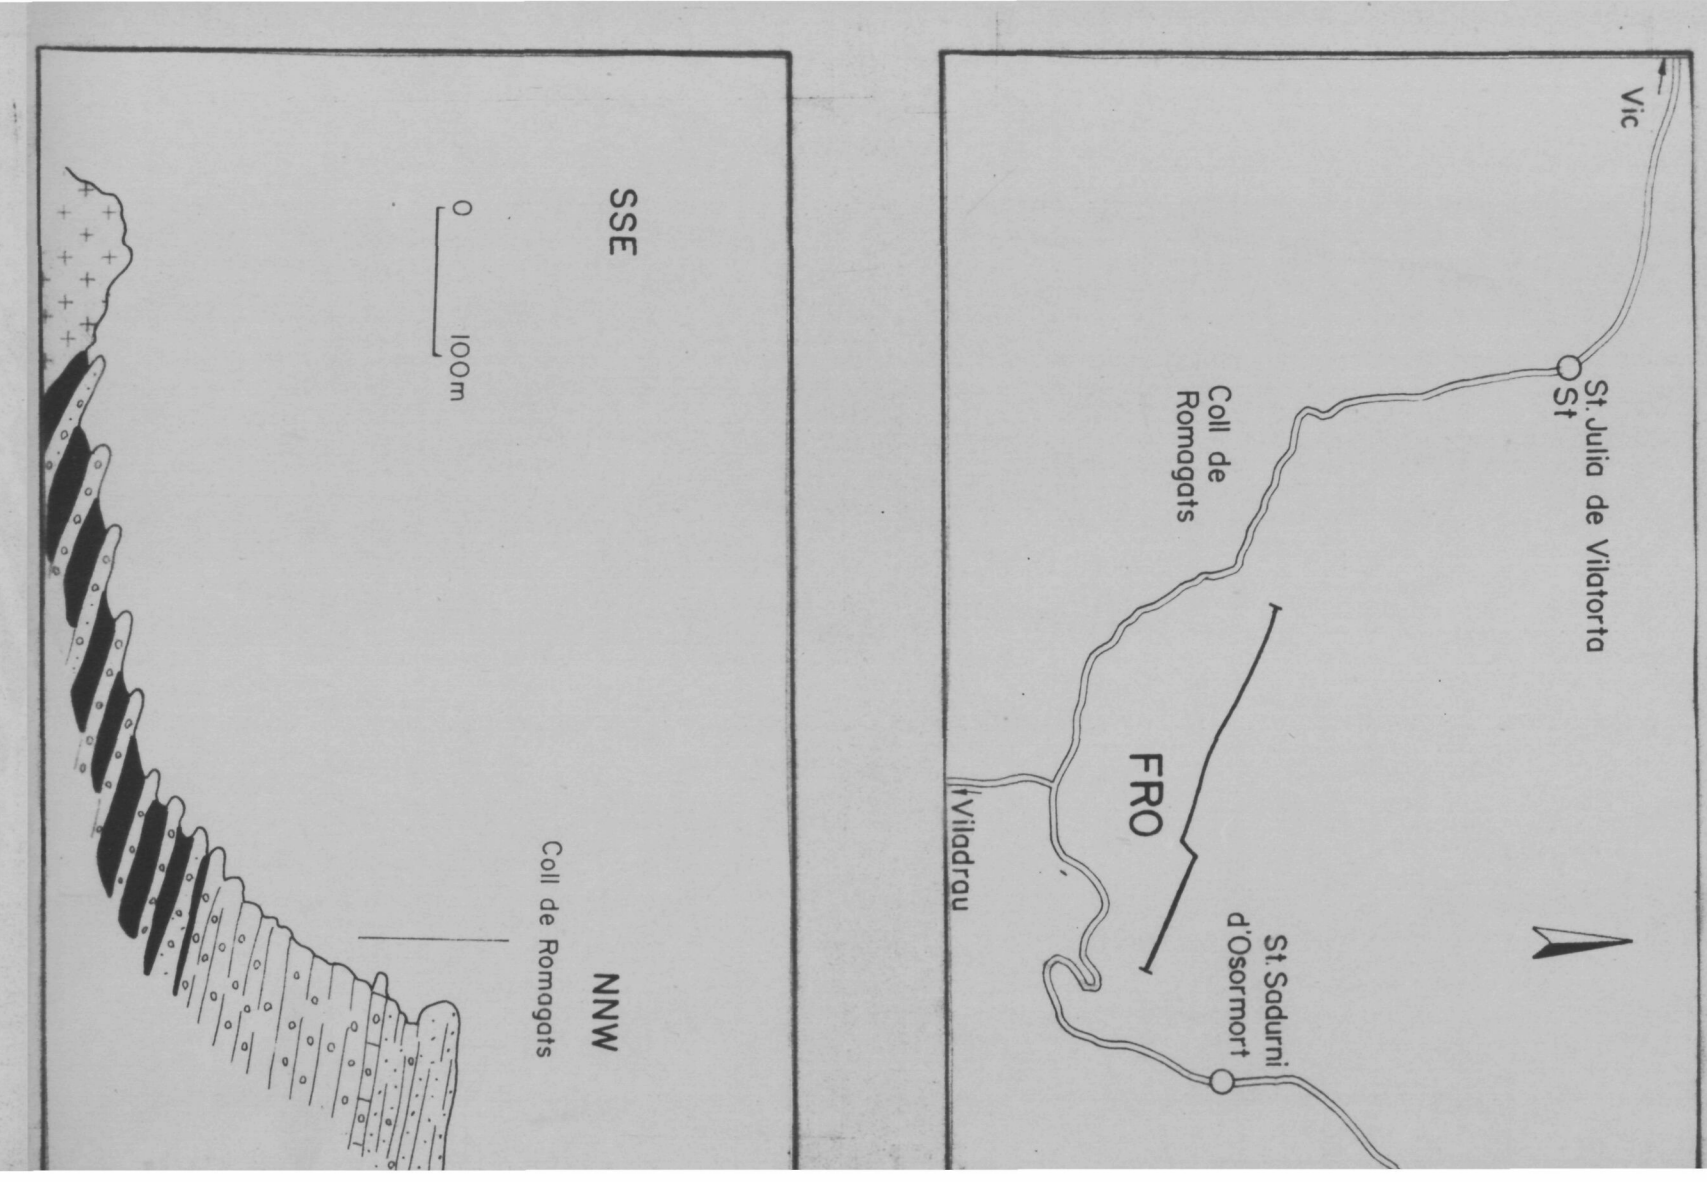 Vic
St. Julia de Vilatorta
St
Coll de
Romagats
FRO
St. Sadurni
d'Osormort
Viladrau
SSE
NNW
Coll de Romagats
0 100m